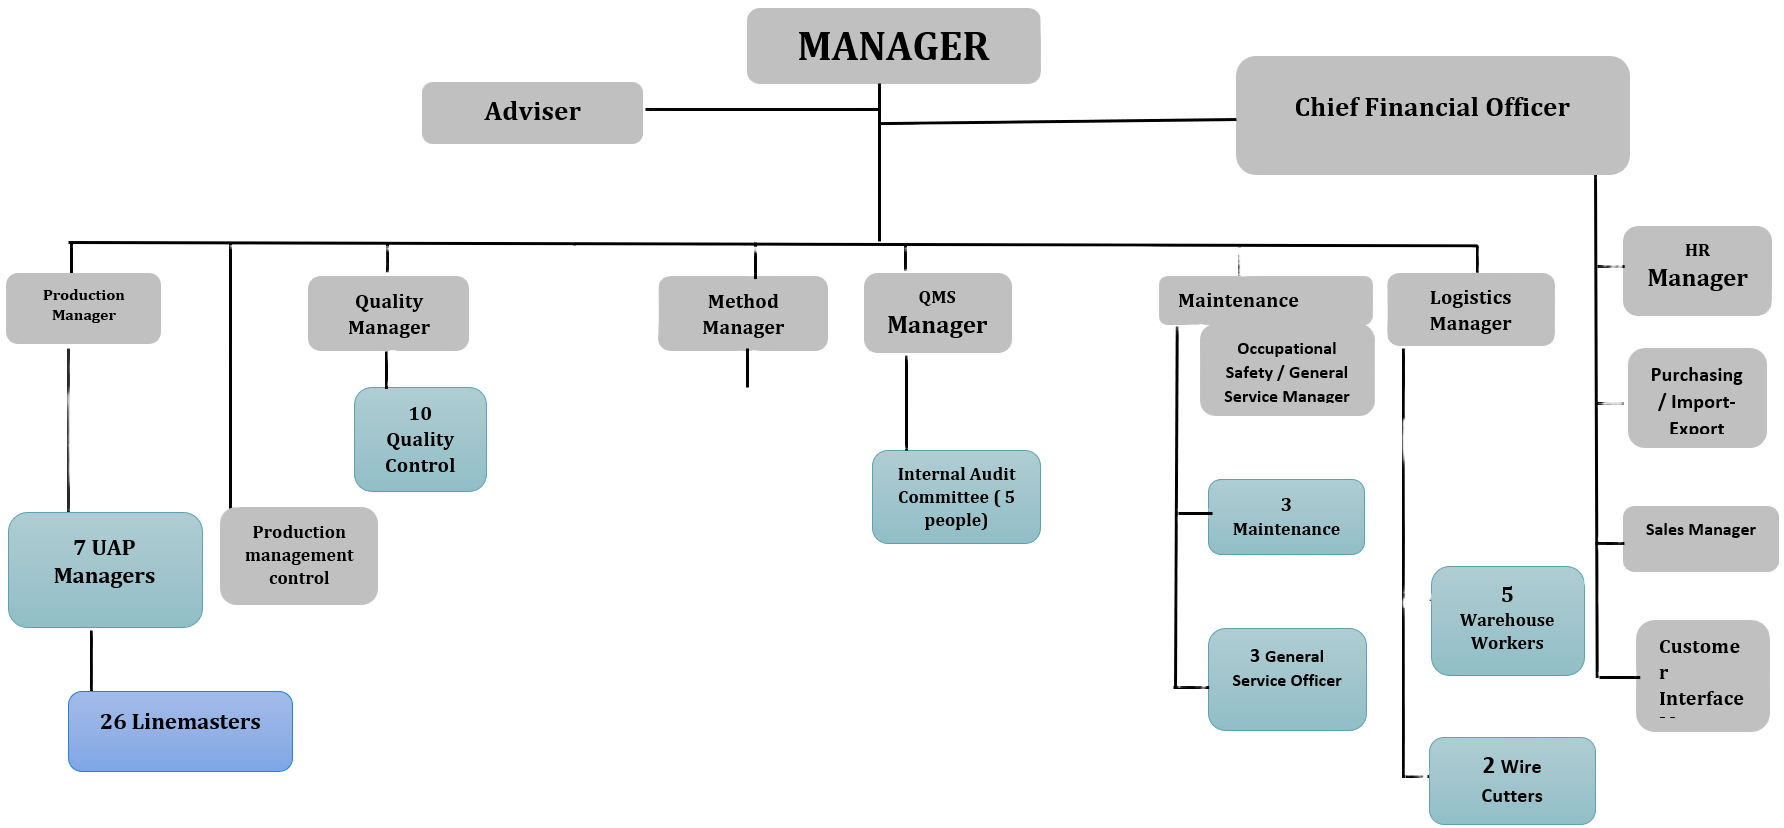 MANAGER
Adviser
Chief Financial Officer
Production
Manager
Quality
Manager
Method
Manager
QMS
Manager
Maintenance
Occupational
Safety / General
Service Manager
Logistics
Manager
HR
Manager
Purchasing
/ Import-
Export
Sales Manager
Custome
r
Interface
10
Quality
Control
Internal Audit
Committee ( 5
people)
3
Maintenance
3 General
Service Officer
5
Warehouse
Workers
2 Wire
Cutters
7 UAP
Managers
Production
management
control
26 Linemasters